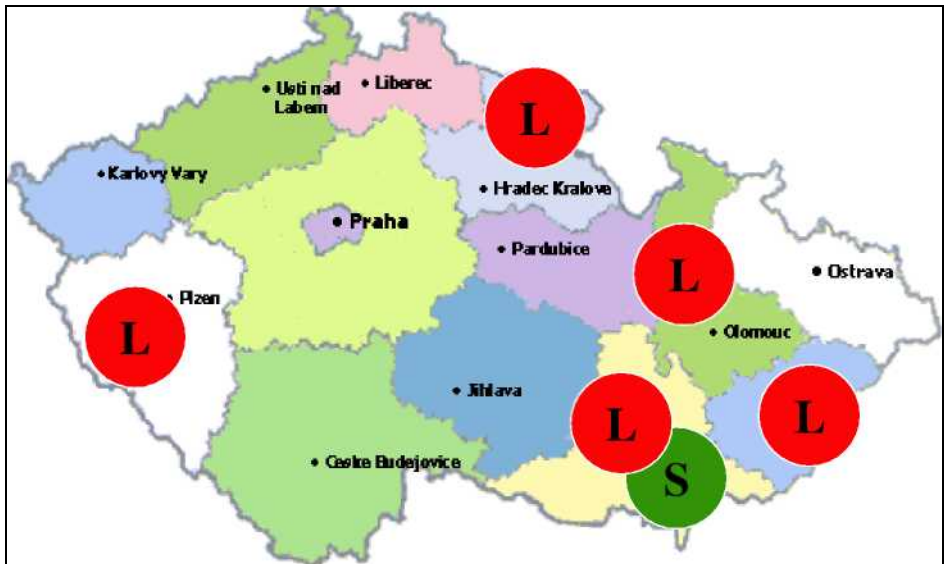 Liberec
Usti nad
Labem
L
Karlovy Vary
Hradec Kralove
Praha
Pardubice
L
Ostrava
Plzen
L
Olomouc
Jihlava
L
L
Ceske Budejovice
S